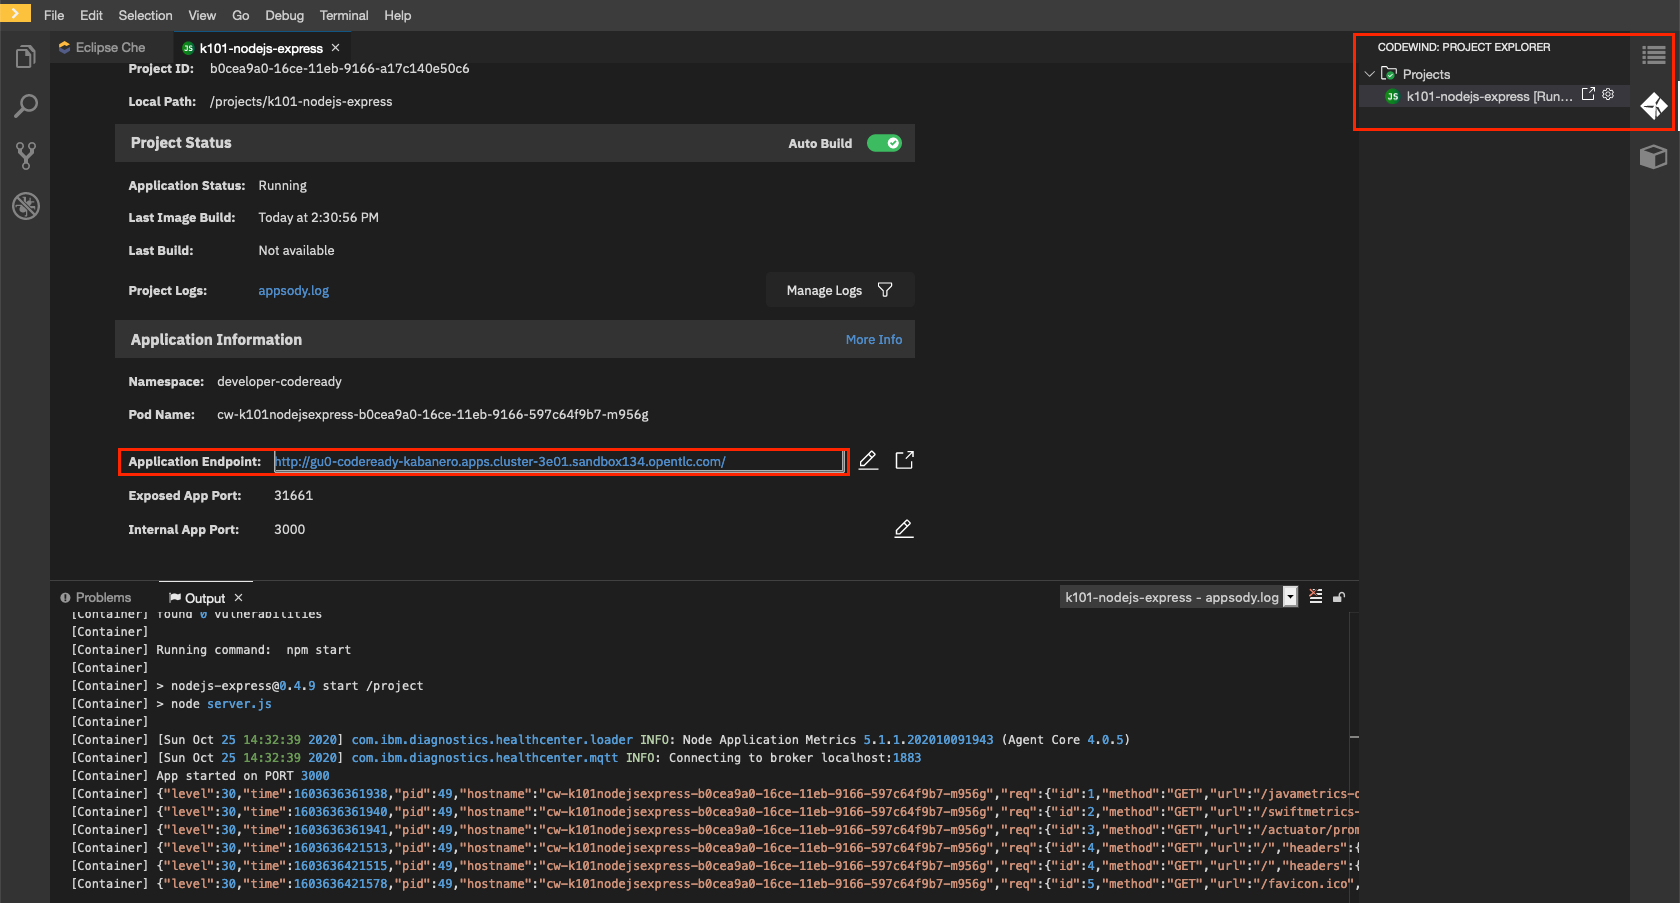 File Edit Selection View Go Debug Terminal Help
Eclipse Che
JS k101-nodejs-express ×
Project ID: b0cea9a0-16ce-11eb-9166-a17c140e50c6
Local Path: /projects/k101-nodejs-express
Project Status
Auto Build
Application Status: Running
Last Image Build: Today at 2:30:56 PM
Last Build: Not available
Project Logs: appsody.log
Manage Logs
Application Information
More Info
Namespace: developer-codeready
Pod Name: cw-k101nodejsexpress-b0cea9a0-16ce-11eb-9166-597c64f9b7-m956g
Application Endpoint: http://gu0-codeready-kabanero.apps.cluster-3e01.sandbox134.opentlc.com/
Exposed App Port: 31661
Internal App Port: 3000
CODEWIND: PROJECT EXPLORER
Projects
JS k101-nodejs-express [Run...
Problems
Output ×
k101-nodejs-express - appsody.log
[Container] found 0 vulnerabilities
[Container]
[Container] Running command:  npm start
[Container]
[Container] > nodejs-express@0.4.9 start /project
[Container] > node server.js
[Container]
[Container] [Sun Oct 25 14:32:39 2020] com.ibm.diagnostics.healthcenter.loader INFO: Node Application Metrics 5.1.1.202010091943 (Agent Core 4.0.5)
[Container] [Sun Oct 25 14:32:39 2020] com.ibm.diagnostics.healthcenter.mqtt INFO: Connecting to broker localhost:1883
[Container] App started on PORT 3000
[Container] {"level":30,"time":1603636361938,"pid":49,"hostname":"cw-k101nodejsexpress-b0cea9a0-16ce-11eb-9166-597c64f9b7-m956g","req":{"id":1,"method":"GET","url":"/javametrics-
[Container] {"level":30,"time":1603636361940,"pid":49,"hostname":"cw-k101nodejsexpress-b0cea9a0-16ce-11eb-9166-597c64f9b7-m956g","req":{"id":2,"method":"GET","url":"/swiftmetrics-
[Container] {"level":30,"time":1603636361941,"pid":49,"hostname":"cw-k101nodejsexpress-b0cea9a0-16ce-11eb-9166-597c64f9b7-m956g","req":{"id":3,"method":"GET","url":"/actuator/prom
[Container] {"level":30,"time":1603636421513,"pid":49,"hostname":"cw-k101nodejsexpress-b0cea9a0-16ce-11eb-9166-597c64f9b7-m956g","req":{"id":4,"method":"GET","url":"/","headers":{
[Container] {"level":30,"time":1603636421515,"pid":49,"hostname":"cw-k101nodejsexpress-b0cea9a0-16ce-11eb-9166-597c64f9b7-m956g","req":{"id":4,"method":"GET","url":"/","headers":{
[Container] {"level":30,"time":1603636421578,"pid":49,"hostname":"cw-k101nodejsexpress-b0cea9a0-16ce-11eb-9166-597c64f9b7-m956g","req":{"id":5,"method":"GET","url":"/favicon.ico",